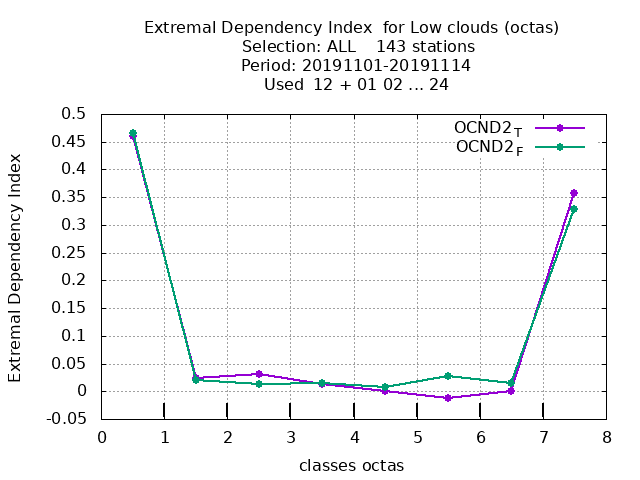 Extremal Dependency Index  for Low clouds (octas)
Selection: ALL    143 stations
Period: 20191101-20191114
Used  12 + 01 02 ... 24
OCND2_T
OCND2_F
Extremal Dependency Index
0.5
0.45
0.4
0.35
0.3
0.25
0.2
0.15
0.1
0.05
0
-0.05
0 1 2 3 4 5 6 7 8
classes octas